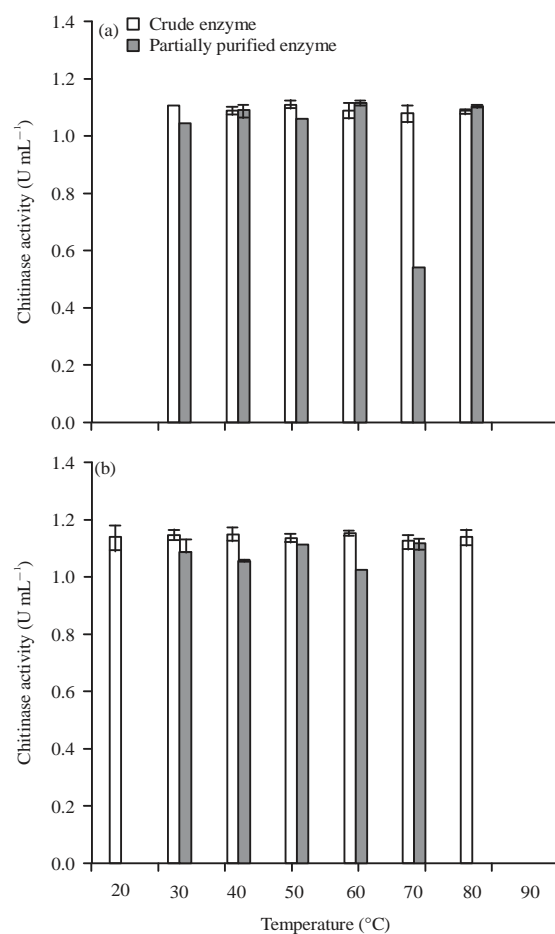 (a)
Crude enzyme
Partially purified enzyme
1.4
1.2
1.0
0.8
0.6
0.4
1.2
0.0
Chitinase activity (U mL⁻¹)
(b)
1.4
1.2
1.0
0.8
0.6
0.4
1.2
0.0
Chitinase activity (U mL⁻¹)
20 30 40 50 60 70 80 90
Temperature (°C)